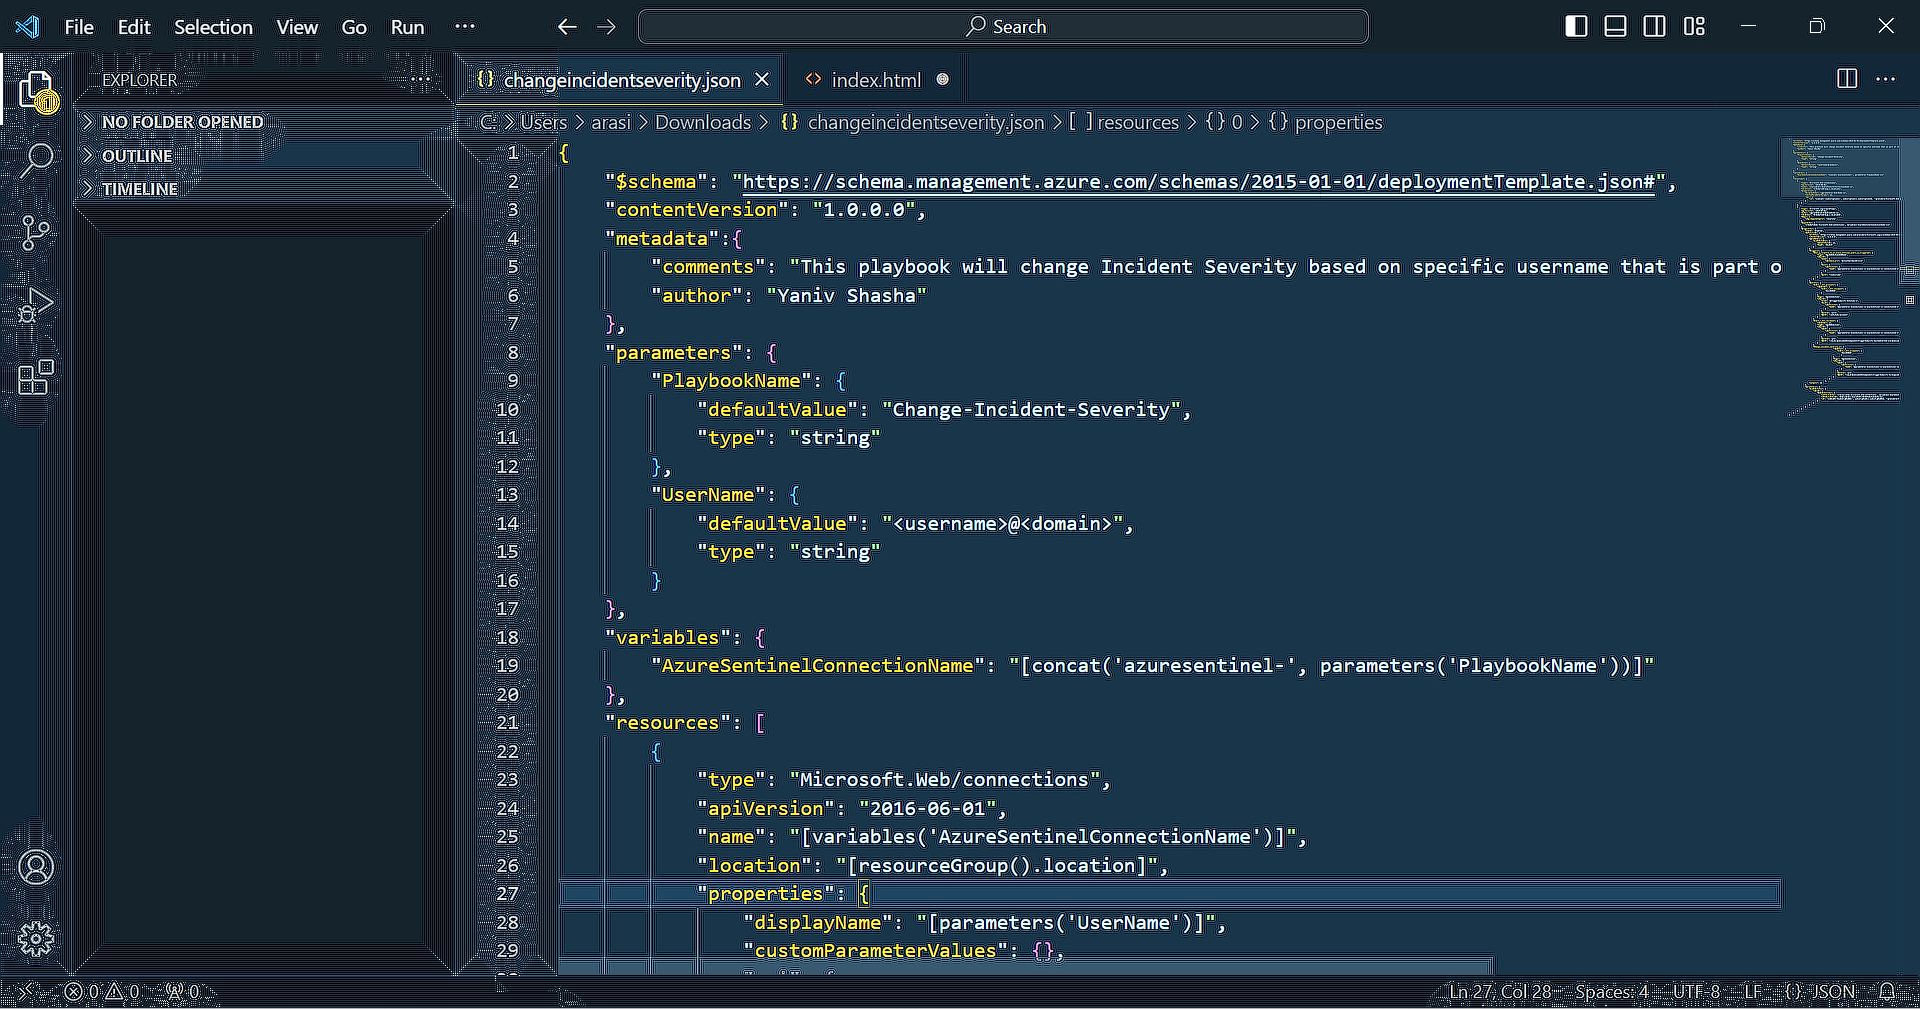 File Edit Selection View Go Run ··· Search
EXPLORER ···
NO FOLDER OPENED
OUTLINE
TIMELINE
{} changeincidentseverity.json
<> index.html
C: > Users > arasi > Downloads > {} changeincidentseverity.json > [ ] resources > {} 0 > {} properties
1 {
2 "$schema": "https://schema.management.azure.com/schemas/2015-01-01/deploymentTemplate.json#",
3 "contentVersion": "1.0.0.0",
4 "metadata":{
5 "comments": "This playbook will change Incident Severity based on specific username that is part o
6 "author": "Yaniv Shasha"
7 },
8 "parameters": {
9 "PlaybookName": {
10 "defaultValue": "Change-Incident-Severity",
11 "type": "string"
12 },
13 "UserName": {
14 "defaultValue": "<username>@<domain>",
15 "type": "string"
16 }
17 },
18 "variables": {
19 "AzureSentinelConnectionName": "[concat('azuresentinel-', parameters('PlaybookName'))]"
20 },
21 "resources": [
22 {
23 "type": "Microsoft.Web/connections",
24 "apiVersion": "2016-06-01",
25 "name": "[variables('AzureSentinelConnectionName')]",
26 "location": "[resourceGroup().location]",
27 "properties": {
28 "displayName": "[parameters('UserName')]",
29 "customParameterValues": {},
0 0 0
Ln 27, Col 28 Spaces: 4 UTF-8 LF {} JSON